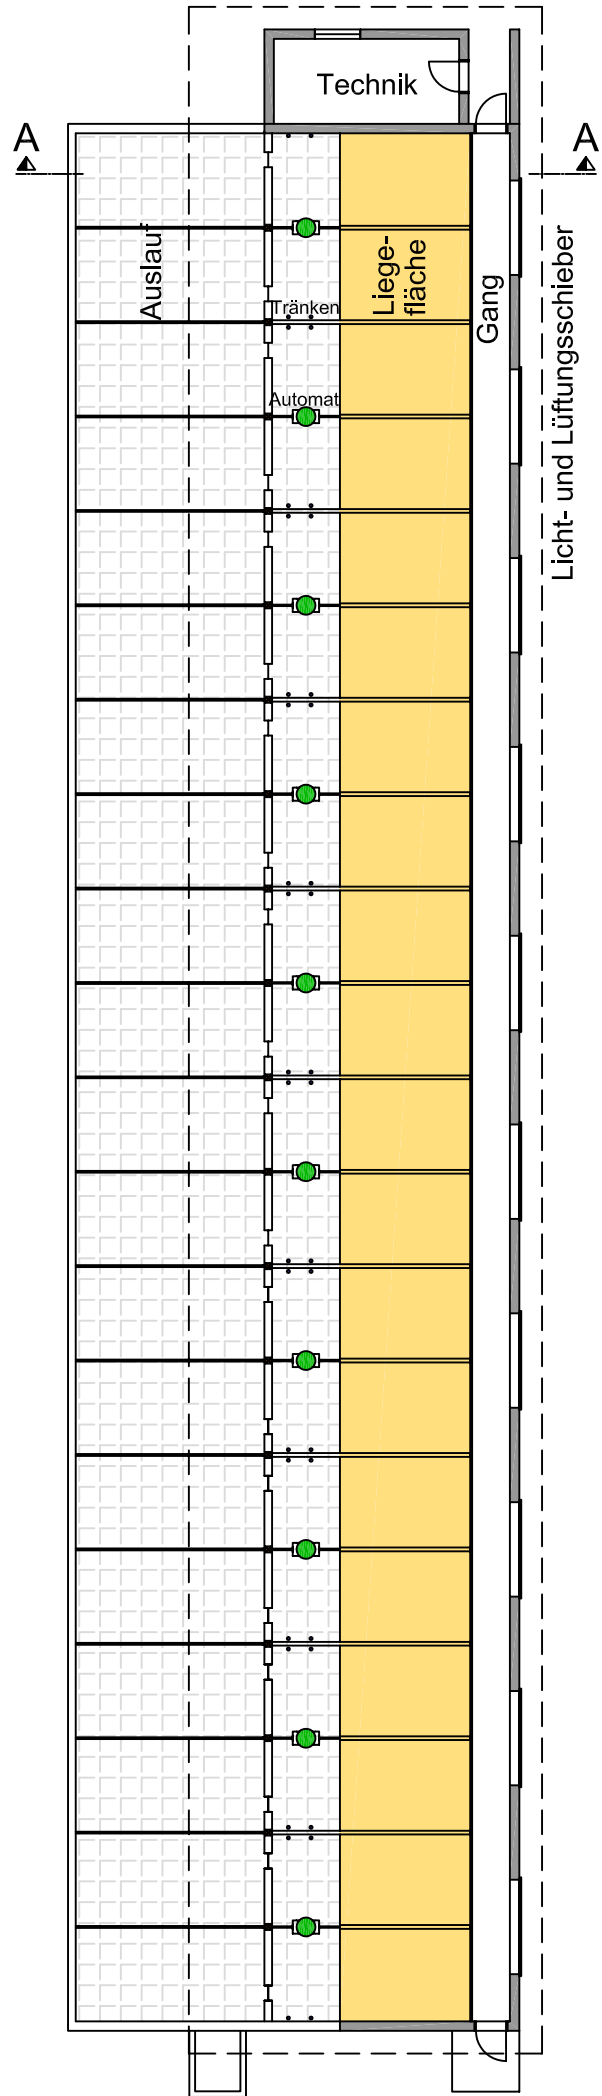 Technik
A
A
Auslauf
Liege-
fläche
Gang
Licht- und Lüftungsschieber
Tränken
Automat